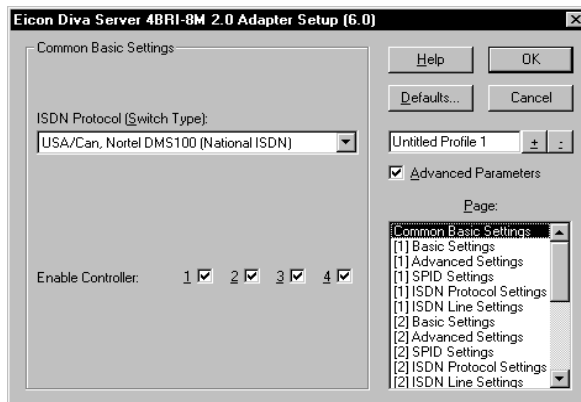 Eicon Diva Server 4BRI-8M 2.0 Adapter Setup (6.0)
Common Basic Settings
ISDN Protocol (Switch Type):
USA/Can, Nortel DMS100 (National ISDN)
Enable Controller: 1 2 3 4
Help OK
Defaults... Cancel
Untitled Profile 1 + -
Advanced Parameters
Page:
Common Basic Settings
[1] Basic Settings
[1] Advanced Settings
[1] SPID Settings
[1] ISDN Protocol Settings
[1] ISDN Line Settings
[2] Basic Settings
[2] Advanced Settings
[2] SPID Settings
[2] ISDN Protocol Settings
[2] ISDN Line Settings